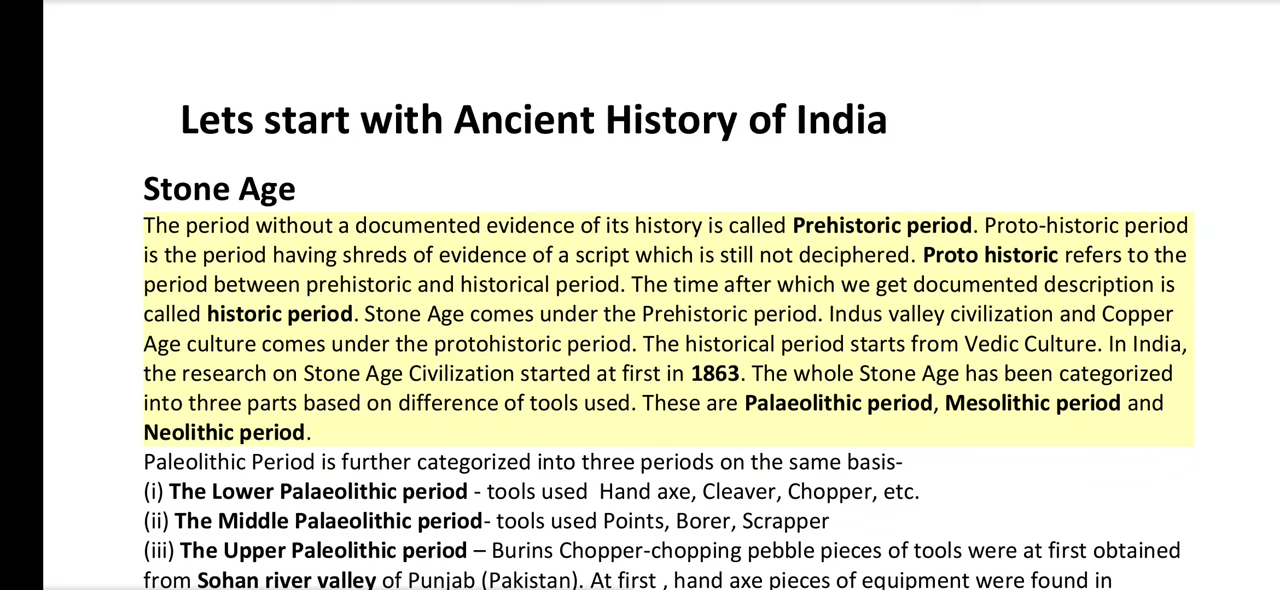 Lets start with Ancient History of India
Stone Age
The period without a documented evidence of its history is called Prehistoric period. Proto-historic period
is the period having shreds of evidence of a script which is still not deciphered. Proto historic refers to the
period between prehistoric and historical period. The time after which we get documented description is
called historic period. Stone Age comes under the Prehistoric period. Indus valley civilization and Copper
Age culture comes under the protohistoric period. The historical period starts from Vedic Culture. In India,
the research on Stone Age Civilization started at first in 1863. The whole Stone Age has been categorized
into three parts based on difference of tools used. These are Palaeolithic period, Mesolithic period and
Neolithic period.
Paleolithic Period is further categorized into three periods on the same basis-
(i) The Lower Palaeolithic period - tools used  Hand axe, Cleaver, Chopper, etc.
(ii) The Middle Palaeolithic period- tools used Points, Borer, Scrapper
(iii) The Upper Paleolithic period – Burins Chopper-chopping pebble pieces of tools were at first obtained
from Sohan river valley of Punjab (Pakistan). At first , hand axe pieces of equipment were found in